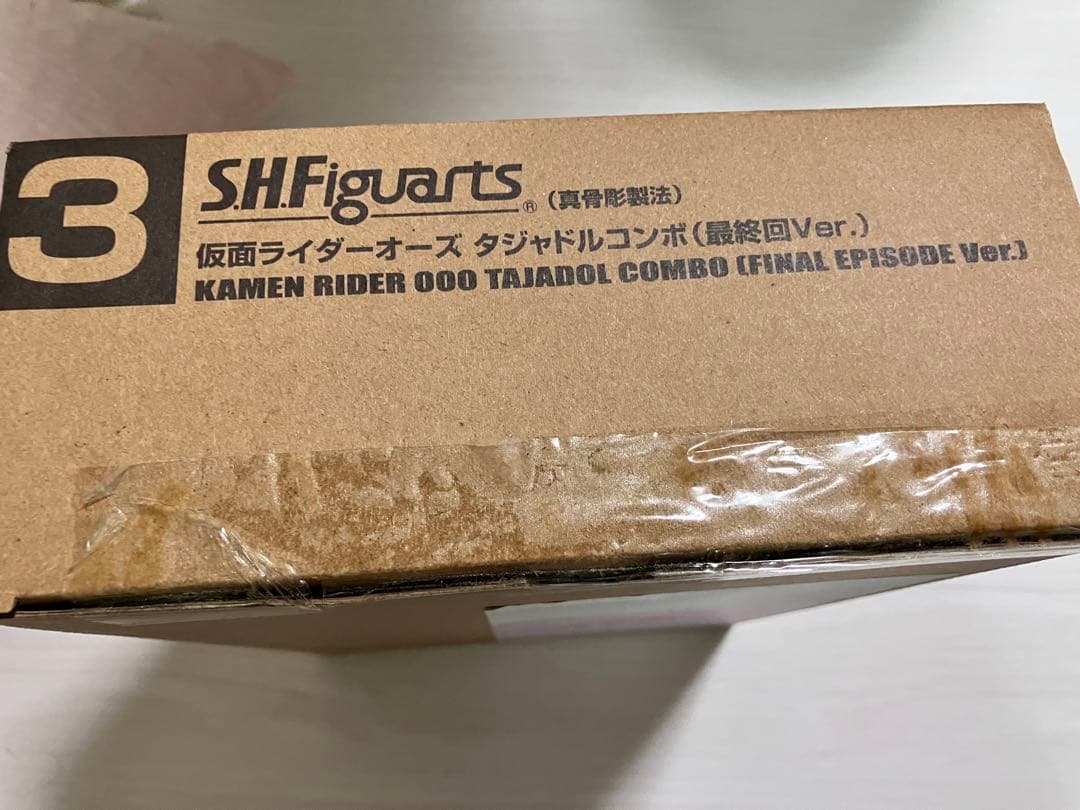 3
S.H.Figuarts® (真骨彫製法)
仮面ライダーオーズ タジャドルコンボ(最終回Ver.)
KAMEN RIDER OOO TAJADOL COMBO (FINAL EPISODE Ver.)